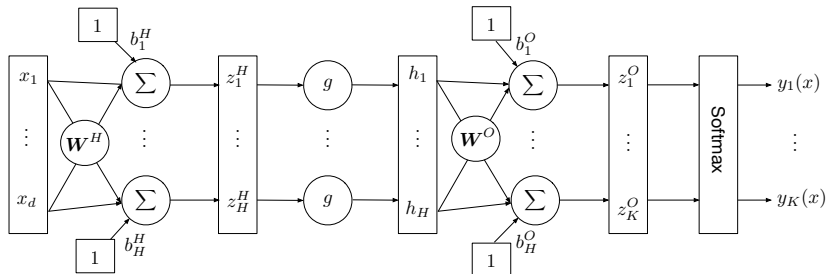 1
b_1^H
1
b_1^O
x_1
∑
z_1^H
g
h_1
∑
z_1^O
y_1(x)
⋮
W^H
⋮
⋮
⋮
⋮
W^O
⋮
⋮
Softmax
⋮
x_d
∑
z_H^H
g
h_H
∑
z_K^O
y_K(x)
1
b_H^H
1
b_H^O